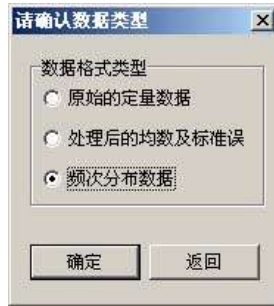 请确认数据类型
数据格式类型
原始的定量数据
处理后的均数及标准误
频次分布数据
确定
返回